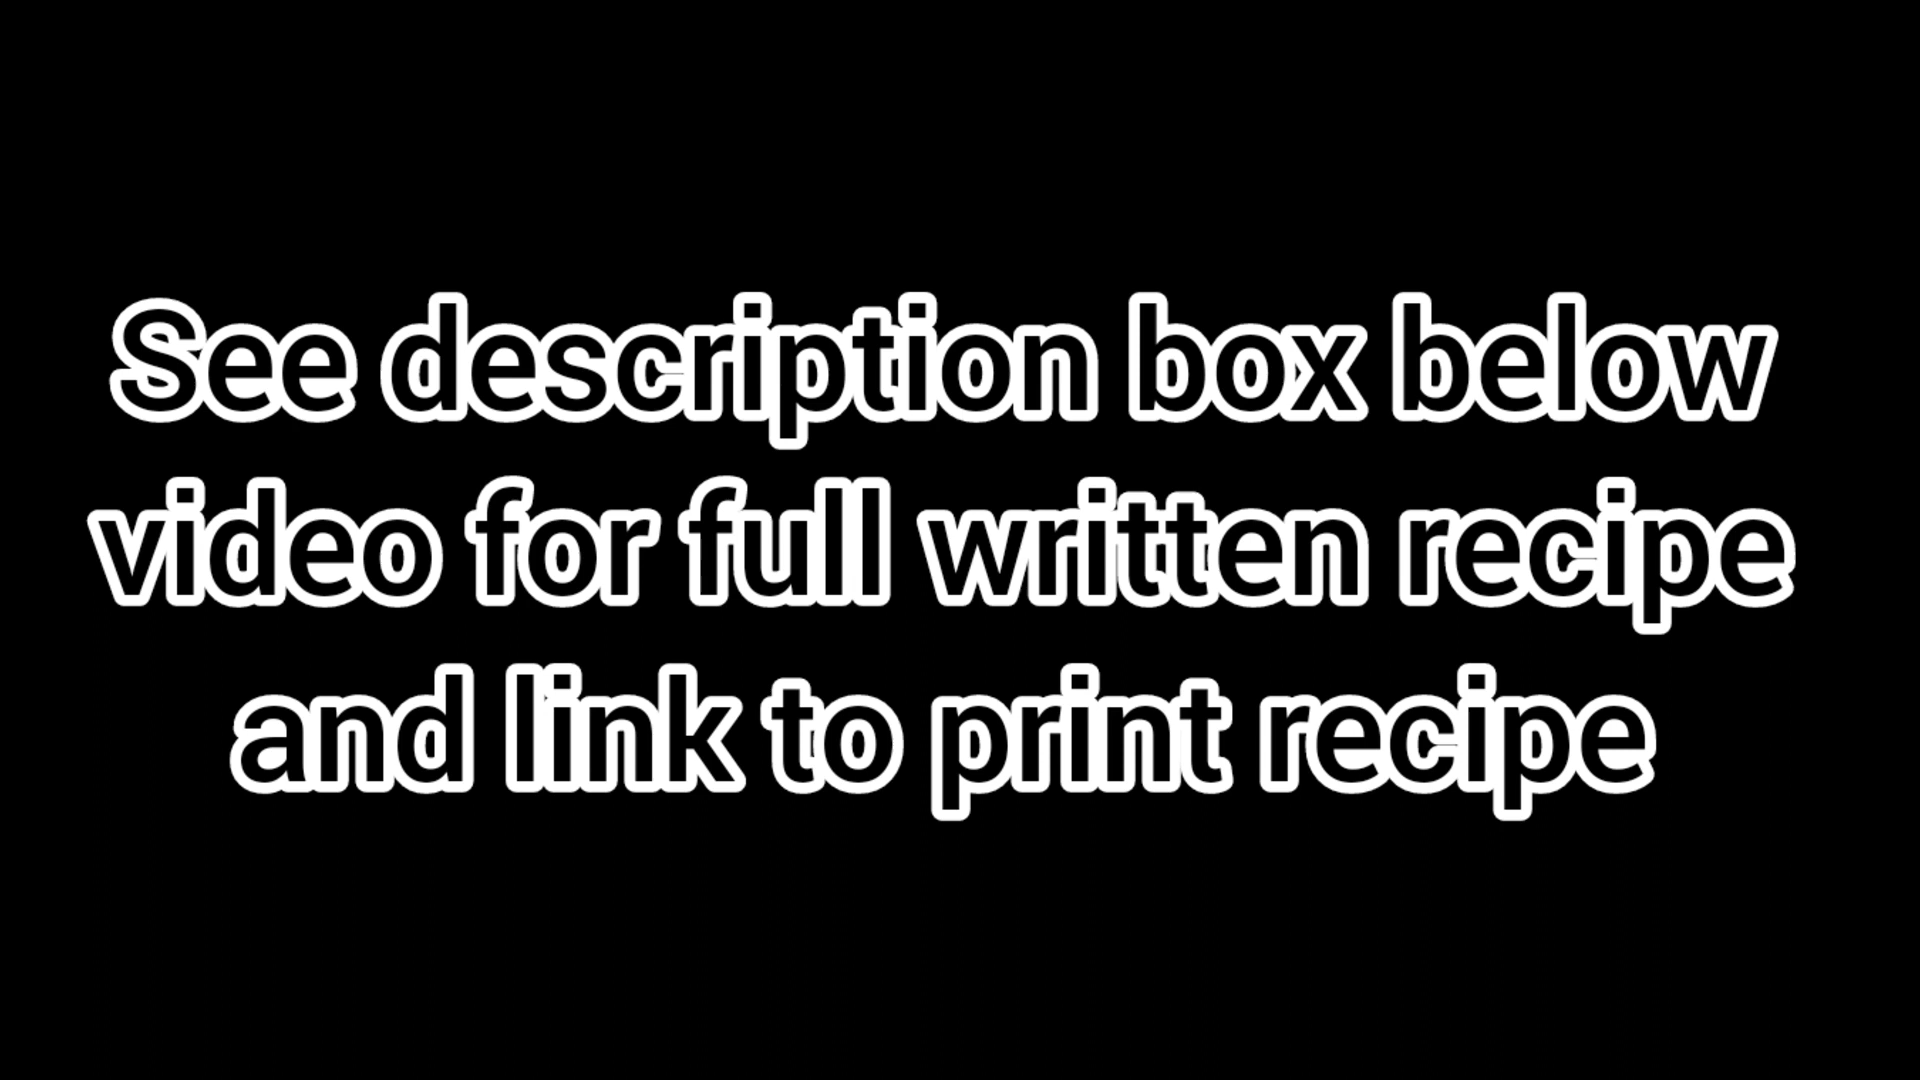 See description box below
video for full written recipe
and link to print recipe